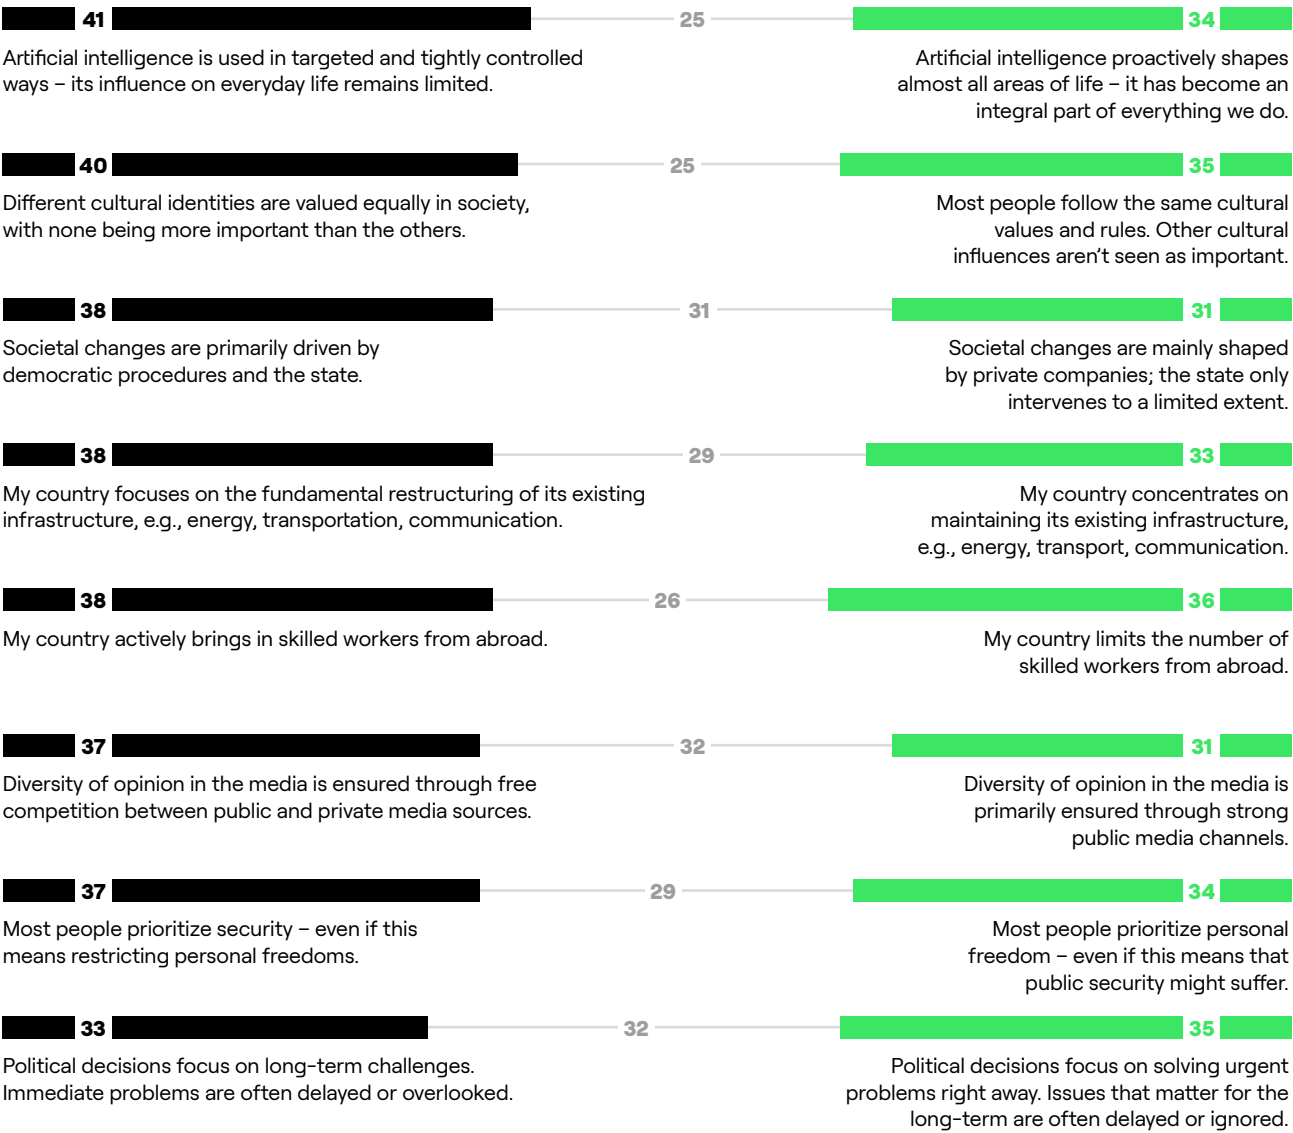 41 25 34
Artificial intelligence is used in targeted and tightly controlled
ways – its influence on everyday life remains limited.
Artificial intelligence proactively shapes
almost all areas of life – it has become an
integral part of everything we do.
40 25 35
Different cultural identities are valued equally in society,
with none being more important than the others.
Most people follow the same cultural
values and rules. Other cultural
influences aren’t seen as important.
38 31 31
Societal changes are primarily driven by
democratic procedures and the state.
Societal changes are mainly shaped
by private companies; the state only
intervenes to a limited extent.
38 29 33
My country focuses on the fundamental restructuring of its existing
infrastructure, e.g., energy, transportation, communication.
My country concentrates on
maintaining its existing infrastructure,
e.g., energy, transport, communication.
38 26 36
My country actively brings in skilled workers from abroad.
My country limits the number of
skilled workers from abroad.
37 32 31
Diversity of opinion in the media is ensured through free
competition between public and private media sources.
Diversity of opinion in the media is
primarily ensured through strong
public media channels.
37 29 34
Most people prioritize security – even if this
means restricting personal freedoms.
Most people prioritize personal
freedom – even if this means that
public security might suffer.
33 32 35
Political decisions focus on long-term challenges.
Immediate problems are often delayed or overlooked.
Political decisions focus on solving urgent
problems right away. Issues that matter for the
long-term are often delayed or ignored.